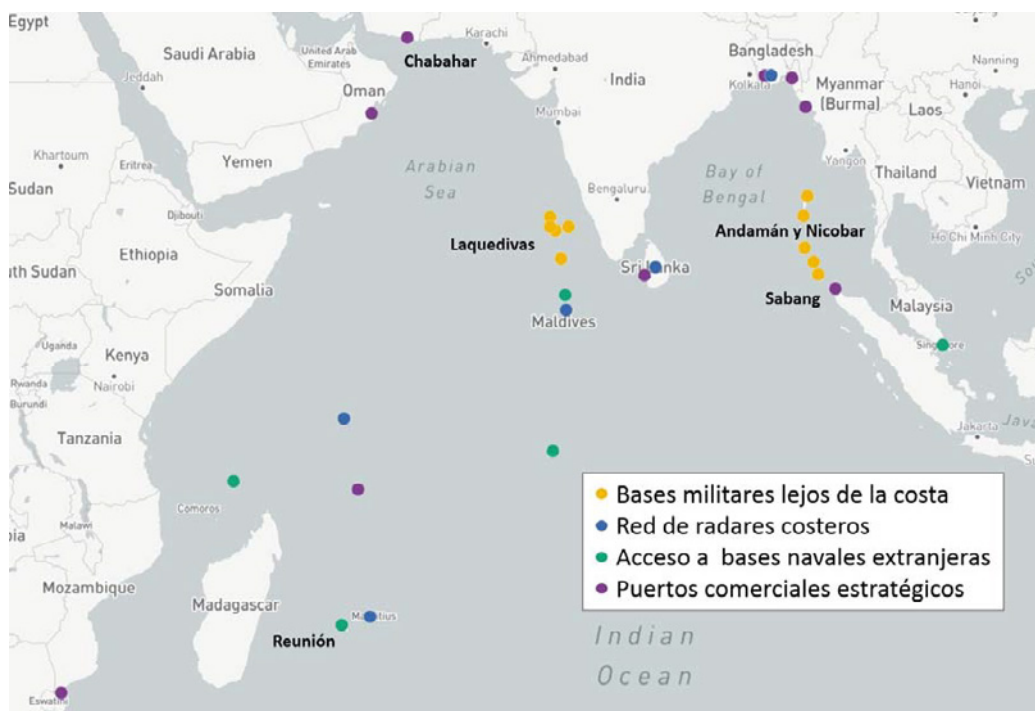 Egypt
Saudi Arabia
United Arab
Emirates
Chabahar
Karachi
Ahmedabad
India
Bangladesh
Kolkata
Myanmar
(Burma)
Nanning
Hanoi
Laos
Jeddah
Oman
Mumbai
Khartoum
Eritrea
Yemen
Arabian
Sea
Bengaluru
Bay of
Bengal
Yangon
Thailand
Vietnam
Sudan
Djibouti
Laquedivas
Andamán y Nicobar
Ho Chi Minh City
Ethiopia
South Sudan
Somalia
Sri Lanka
Sabang
Malaysia
Maldives
Singapore
Uganda
Kenya
Rwanda
Nairobi
Burundi
Tanzania
Jakarta
Java
Comoros
Malawi
Mozambique
Madagascar
Mauritius
Reunión
Eswatini
Bases militares lejos de la costa
Red de radares costeros
Acceso a bases navales extranjeras
Puertos comerciales estratégicos
Indian
Ocean